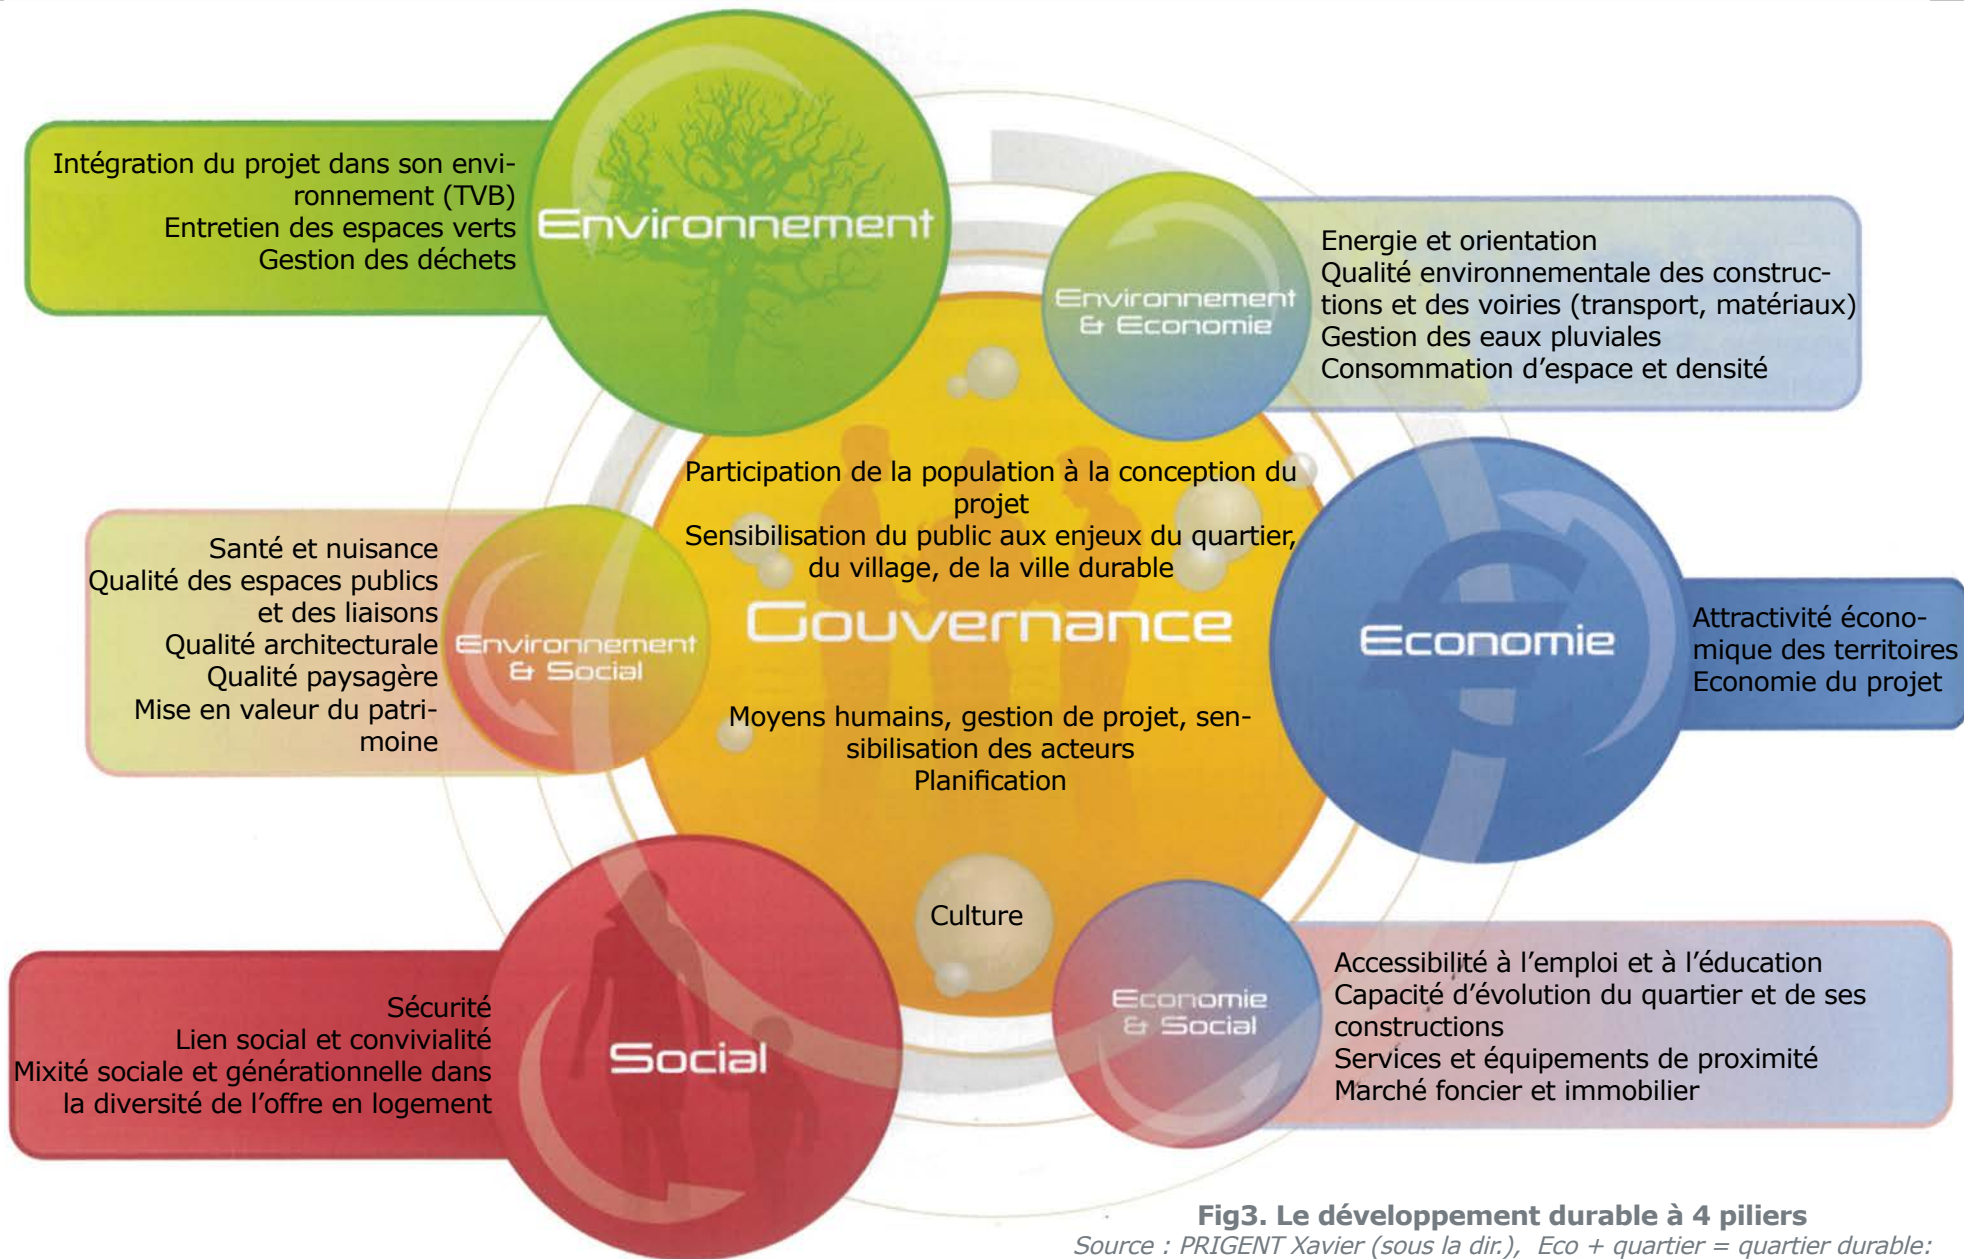 Intégration du projet dans son envi-
ronnement (TVB)
Entretien des espaces verts
Gestion des déchets
Environnement
Environnement
& Economie
Energie et orientation
Qualité environnementale des construc-
tions et des voiries (transport, matériaux)
Gestion des eaux pluviales
Consommation d’espace et densité
Participation de la population à la conception du
projet
Sensibilisation du public aux enjeux du quartier,
du village, de la ville durable
Gouvernance
Moyens humains, gestion de projet, sen-
sibilisation des acteurs
Planification
Culture
Santé et nuisance
Qualité des espaces publics
et des liaisons
Qualité architecturale
Qualité paysagère
Mise en valeur du patri-
moine
Environnement
& Social
Economie
Attractivité écono-
mique des territoires
Economie du projet
Sécurité
Lien social et convivialité
Mixité sociale et générationnelle dans
la diversité de l’offre en logement
Social
Economie
& Social
Accessibilité à l’emploi et à l’éducation
Capacité d’évolution du quartier et de ses
constructions
Services et équipements de proximité
Marché foncier et immobilier
Fig3. Le développement durable à 4 piliers
Source : PRIGENT Xavier (sous la dir.), Eco + quartier = quartier durable: